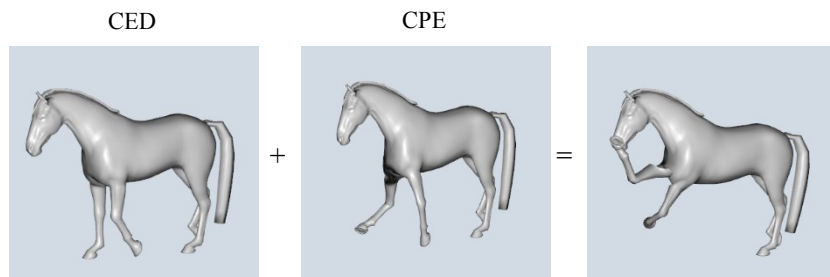 CED
CPE
+
=